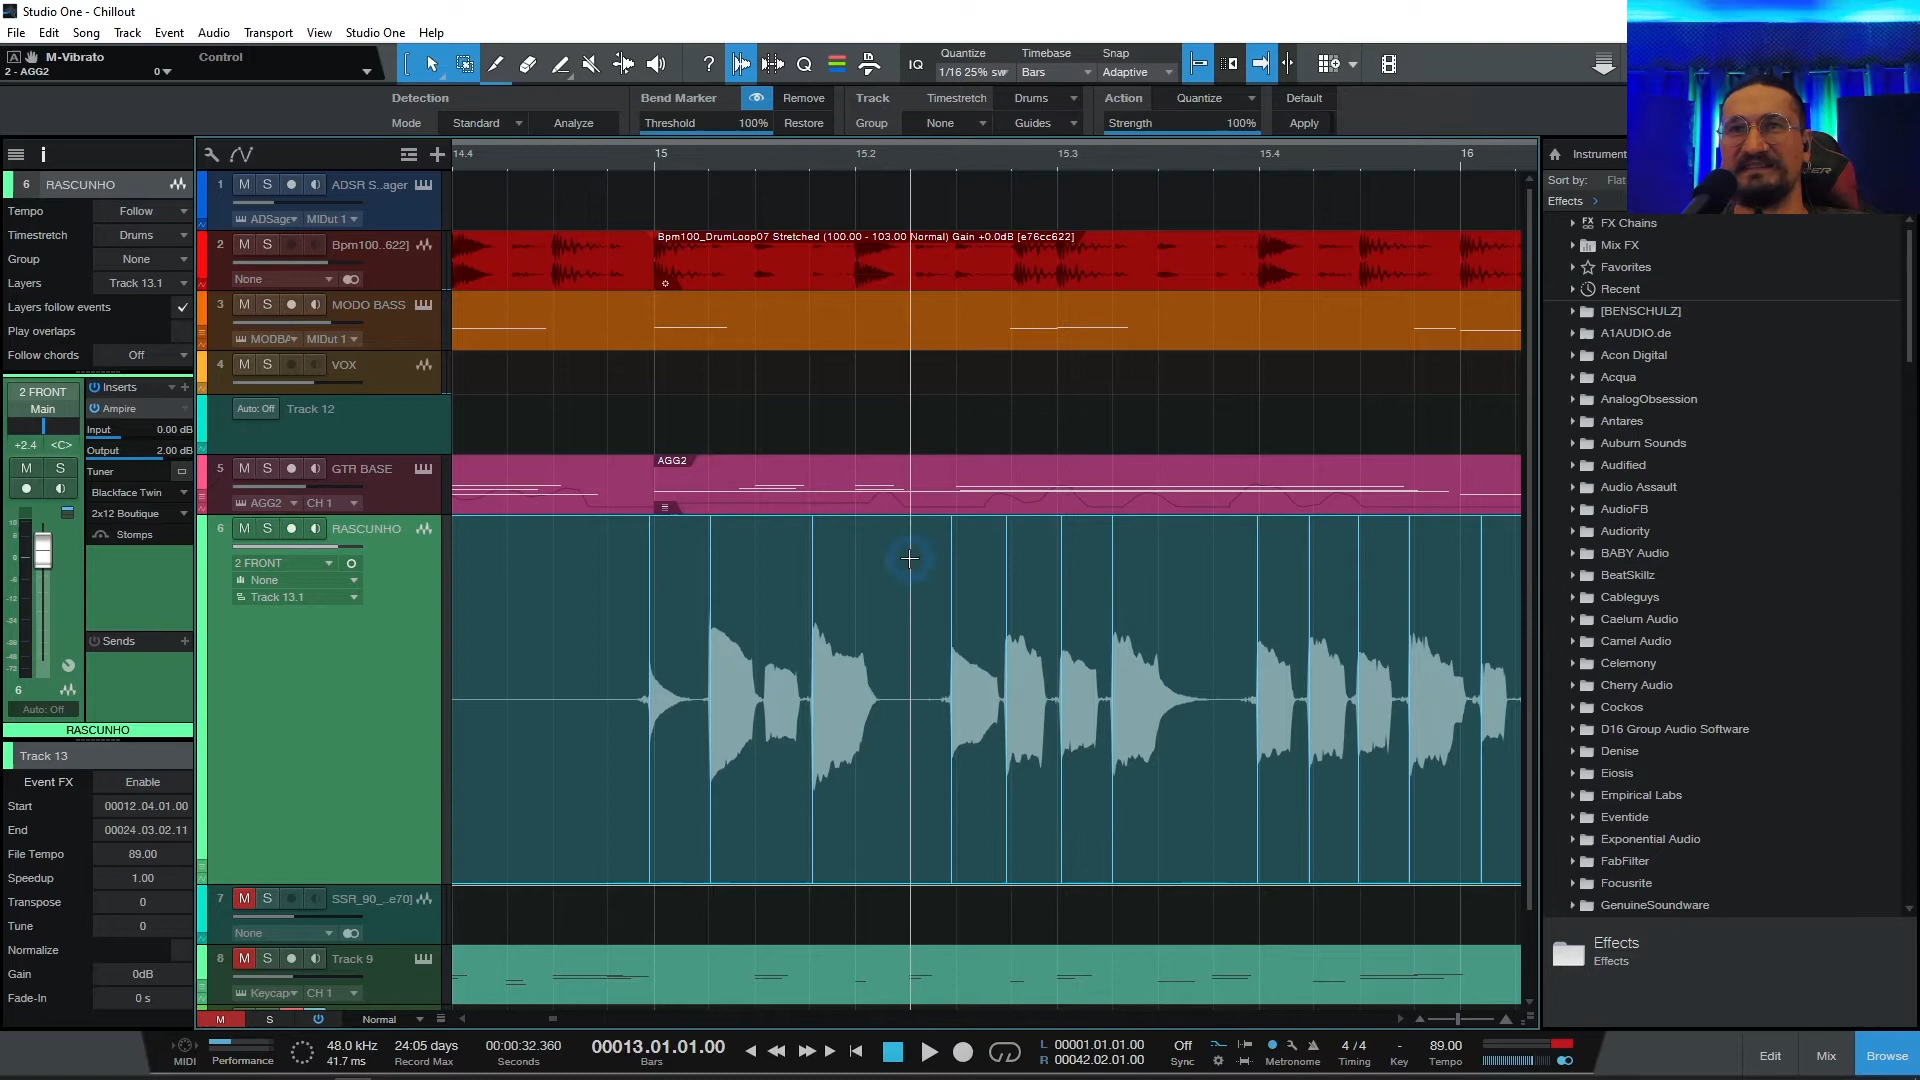 Studio One - Chillout
File Edit Song Track Event Audio Transport View Studio One Help
M-Vibrato Control
2 - AGG2 0
IQ Quantize Timebase Snap
1/16 25% sw Bars Adaptive
Detection Bend Marker Remove Track Timestretch Drums Action Quantize Default
Mode Standard Analyze Threshold 100% Restore Group None Guides Strength 100% Apply
14.4 15 15.2 15.3 15.4 16
6 RASCUNHO
Tempo Follow
Timestretch Drums
Group None
Layers Track 13.1
Layers follow events
Play overlaps
Follow chords Off
2 FRONT
Main
+2.4 <C>
M S
Inserts
Ampire
Input 0.00 dB
Output 2.00 dB
Tuner
Blackface Twin
2x12 Boutique
Stomps
Sends
6
Auto: Off
RASCUNHO
Track 13
Event FX Enable
Start 00012.04.01.00
End 00024.03.02.11
File Tempo 89.00
Speedup 1.00
Transpose 0
Tune 0
Normalize
Gain 0dB
Fade-In 0 s
1 M S ADSR S..ager
ADSage MIDut 1
2 M S Bpm100..622]
None
Bpm100_DrumLoop07 Stretched (100.00 - 103.00 Normal) Gain +0.0dB [e76cc622]
3 M S MODO BASS
MODBA MIDut 1
4 M S VOX
Auto: Off Track 12
5 M S GTR BASE
AGG2 CH 1
AGG2
6 M S RASCUNHO
2 FRONT
None
Track 13.1
7 M S SSR_90_..e70]
None
8 M S Track 9
Keycap CH 1
M S Normal
Instrument
Sort by: Flat
Effects
FX Chains
Mix FX
Favorites
Recent
[BENSCHULZ]
A1AUDIO.de
Acon Digital
Acqua
AnalogObsession
Antares
Auburn Sounds
Audified
Audio Assault
AudioFB
Audiority
BABY Audio
BeatSkillz
Cableguys
Caelum Audio
Camel Audio
Celemony
Cherry Audio
Cockos
D16 Group Audio Software
Denise
Eiosis
Empirical Labs
Eventide
Exponential Audio
FabFilter
Focusrite
GenuineSoundware
Effects
Effects
MIDI Performance
48.0 kHz
41.7 ms
24:05 days
Record Max
00:00:32.360
Seconds
00013.01.01.00
Bars
L 00001.01.01.00
R 00042.02.01.00
Off
Sync
Metronome
4 / 4
Timing
-
Key
89.00
Tempo
Edit Mix Browse